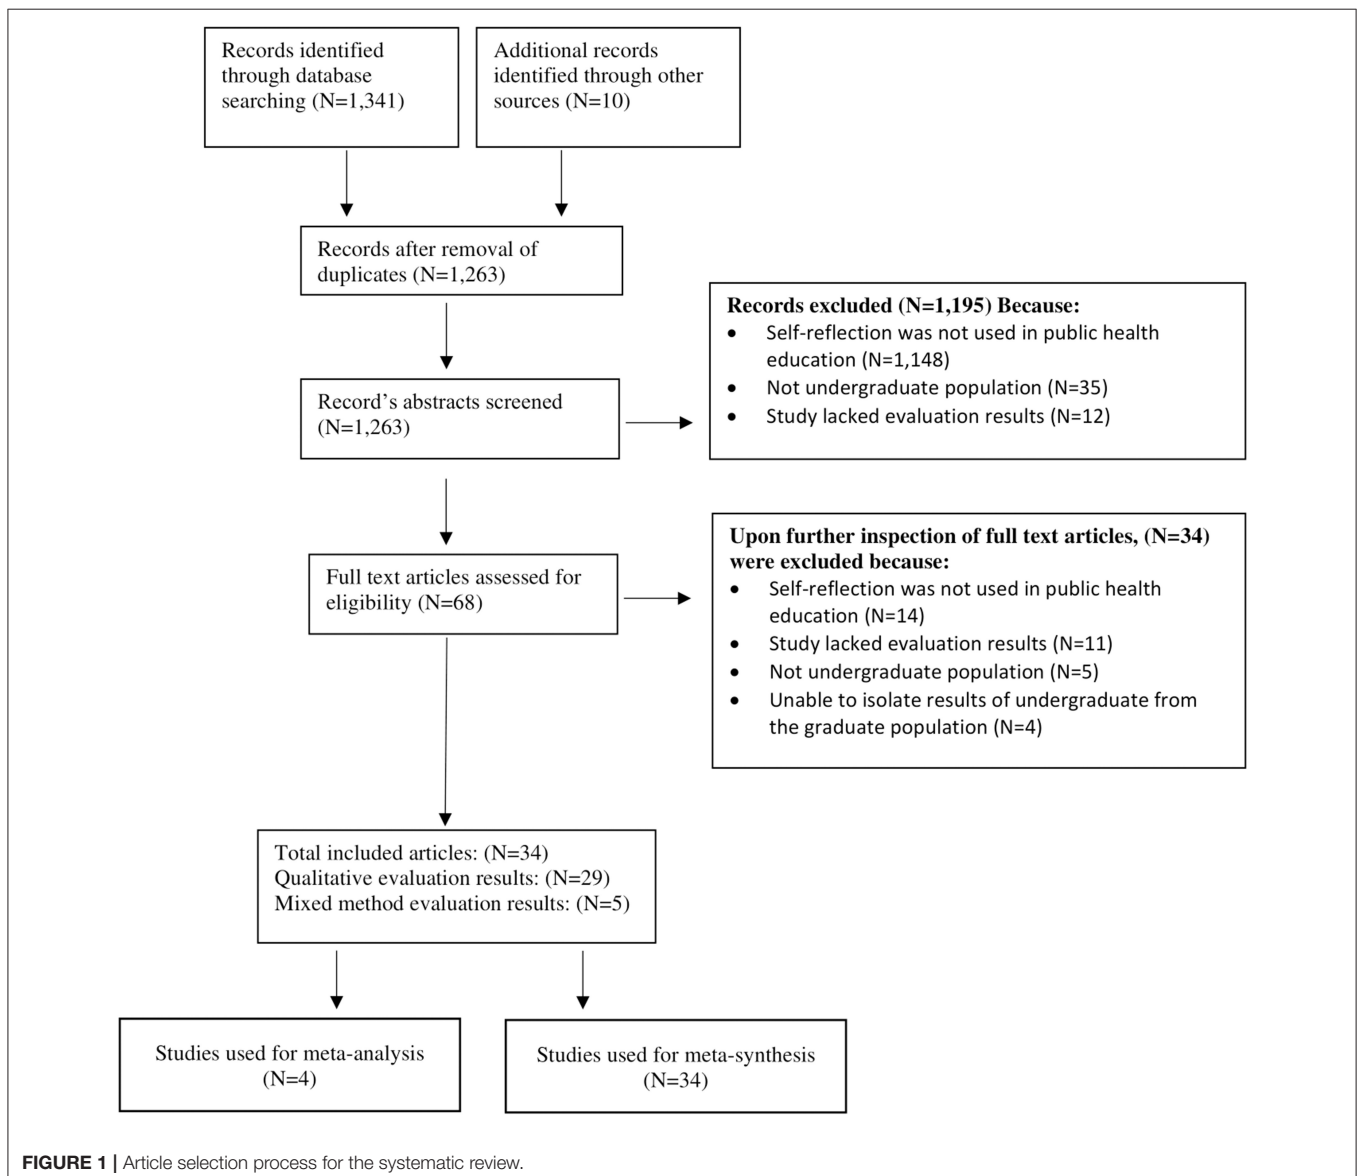 Records identified
through database
searching (N=1,341)
Additional records
identified through other
sources (N=10)
Records after removal of
duplicates (N=1,263)
Records excluded (N=1,195) Because:
• Self-reflection was not used in public health
education (N=1,148)
• Not undergraduate population (N=35)
• Study lacked evaluation results (N=12)
Record's abstracts screened
(N=1,263)
Upon further inspection of full text articles, (N=34)
were excluded because:
• Self-reflection was not used in public health
education (N=14)
• Study lacked evaluation results (N=11)
• Not undergraduate population (N=5)
• Unable to isolate results of undergraduate from
the graduate population (N=4)
Full text articles assessed for
eligibility (N=68)
Total included articles: (N=34)
Qualitative evaluation results: (N=29)
Mixed method evaluation results: (N=5)
Studies used for meta-analysis
(N=4)
Studies used for meta-synthesis
(N=34)
FIGURE 1 | Article selection process for the systematic review.